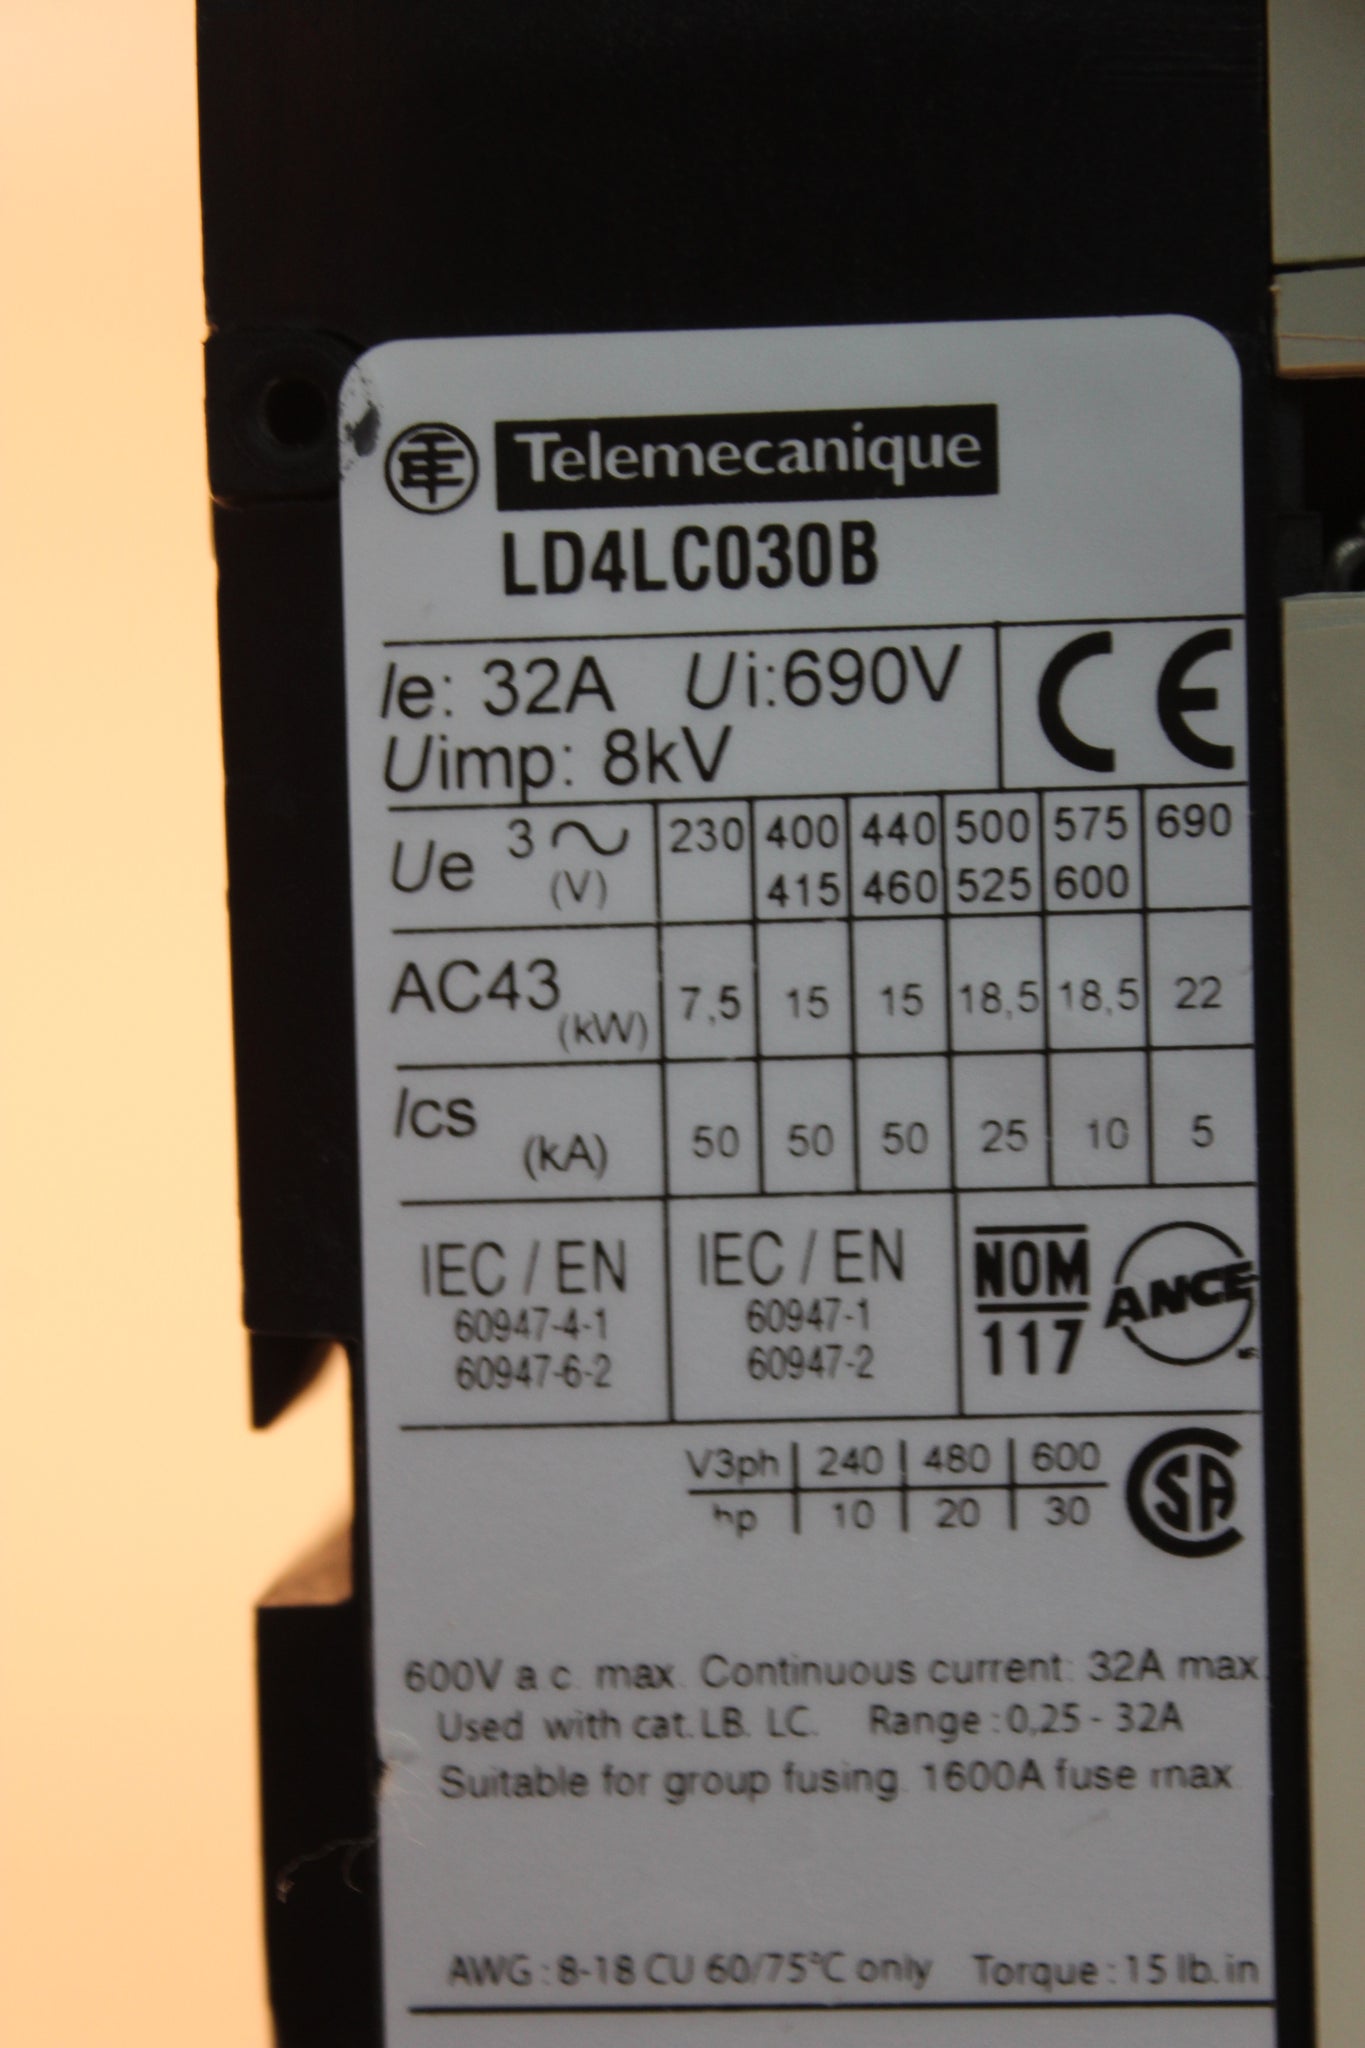 Telemecanique
LD4LC030B
Ie: 32A Ui:690V
Uimp: 8kV
CE
Ue 3~ (V) 230 400 415 440 460 500 525 575 600 690
AC43 (kW) 7,5 15 15 18,5 18,5 22
Ics (kA) 50 50 50 25 10 5
IEC / EN
60947-4-1
60947-6-2
IEC / EN
60947-1
60947-2
NOM
117
ANCE
V3ph 240 480 600
hp 10 20 30
CSA
600V a c. max. Continuous current: 32A max.
Used with cat. LB. LC. Range : 0,25 - 32A
Suitable for group fusing. 1600A fuse max
AWG : 8-18 CU 60/75°C only Torque : 15 lb. in